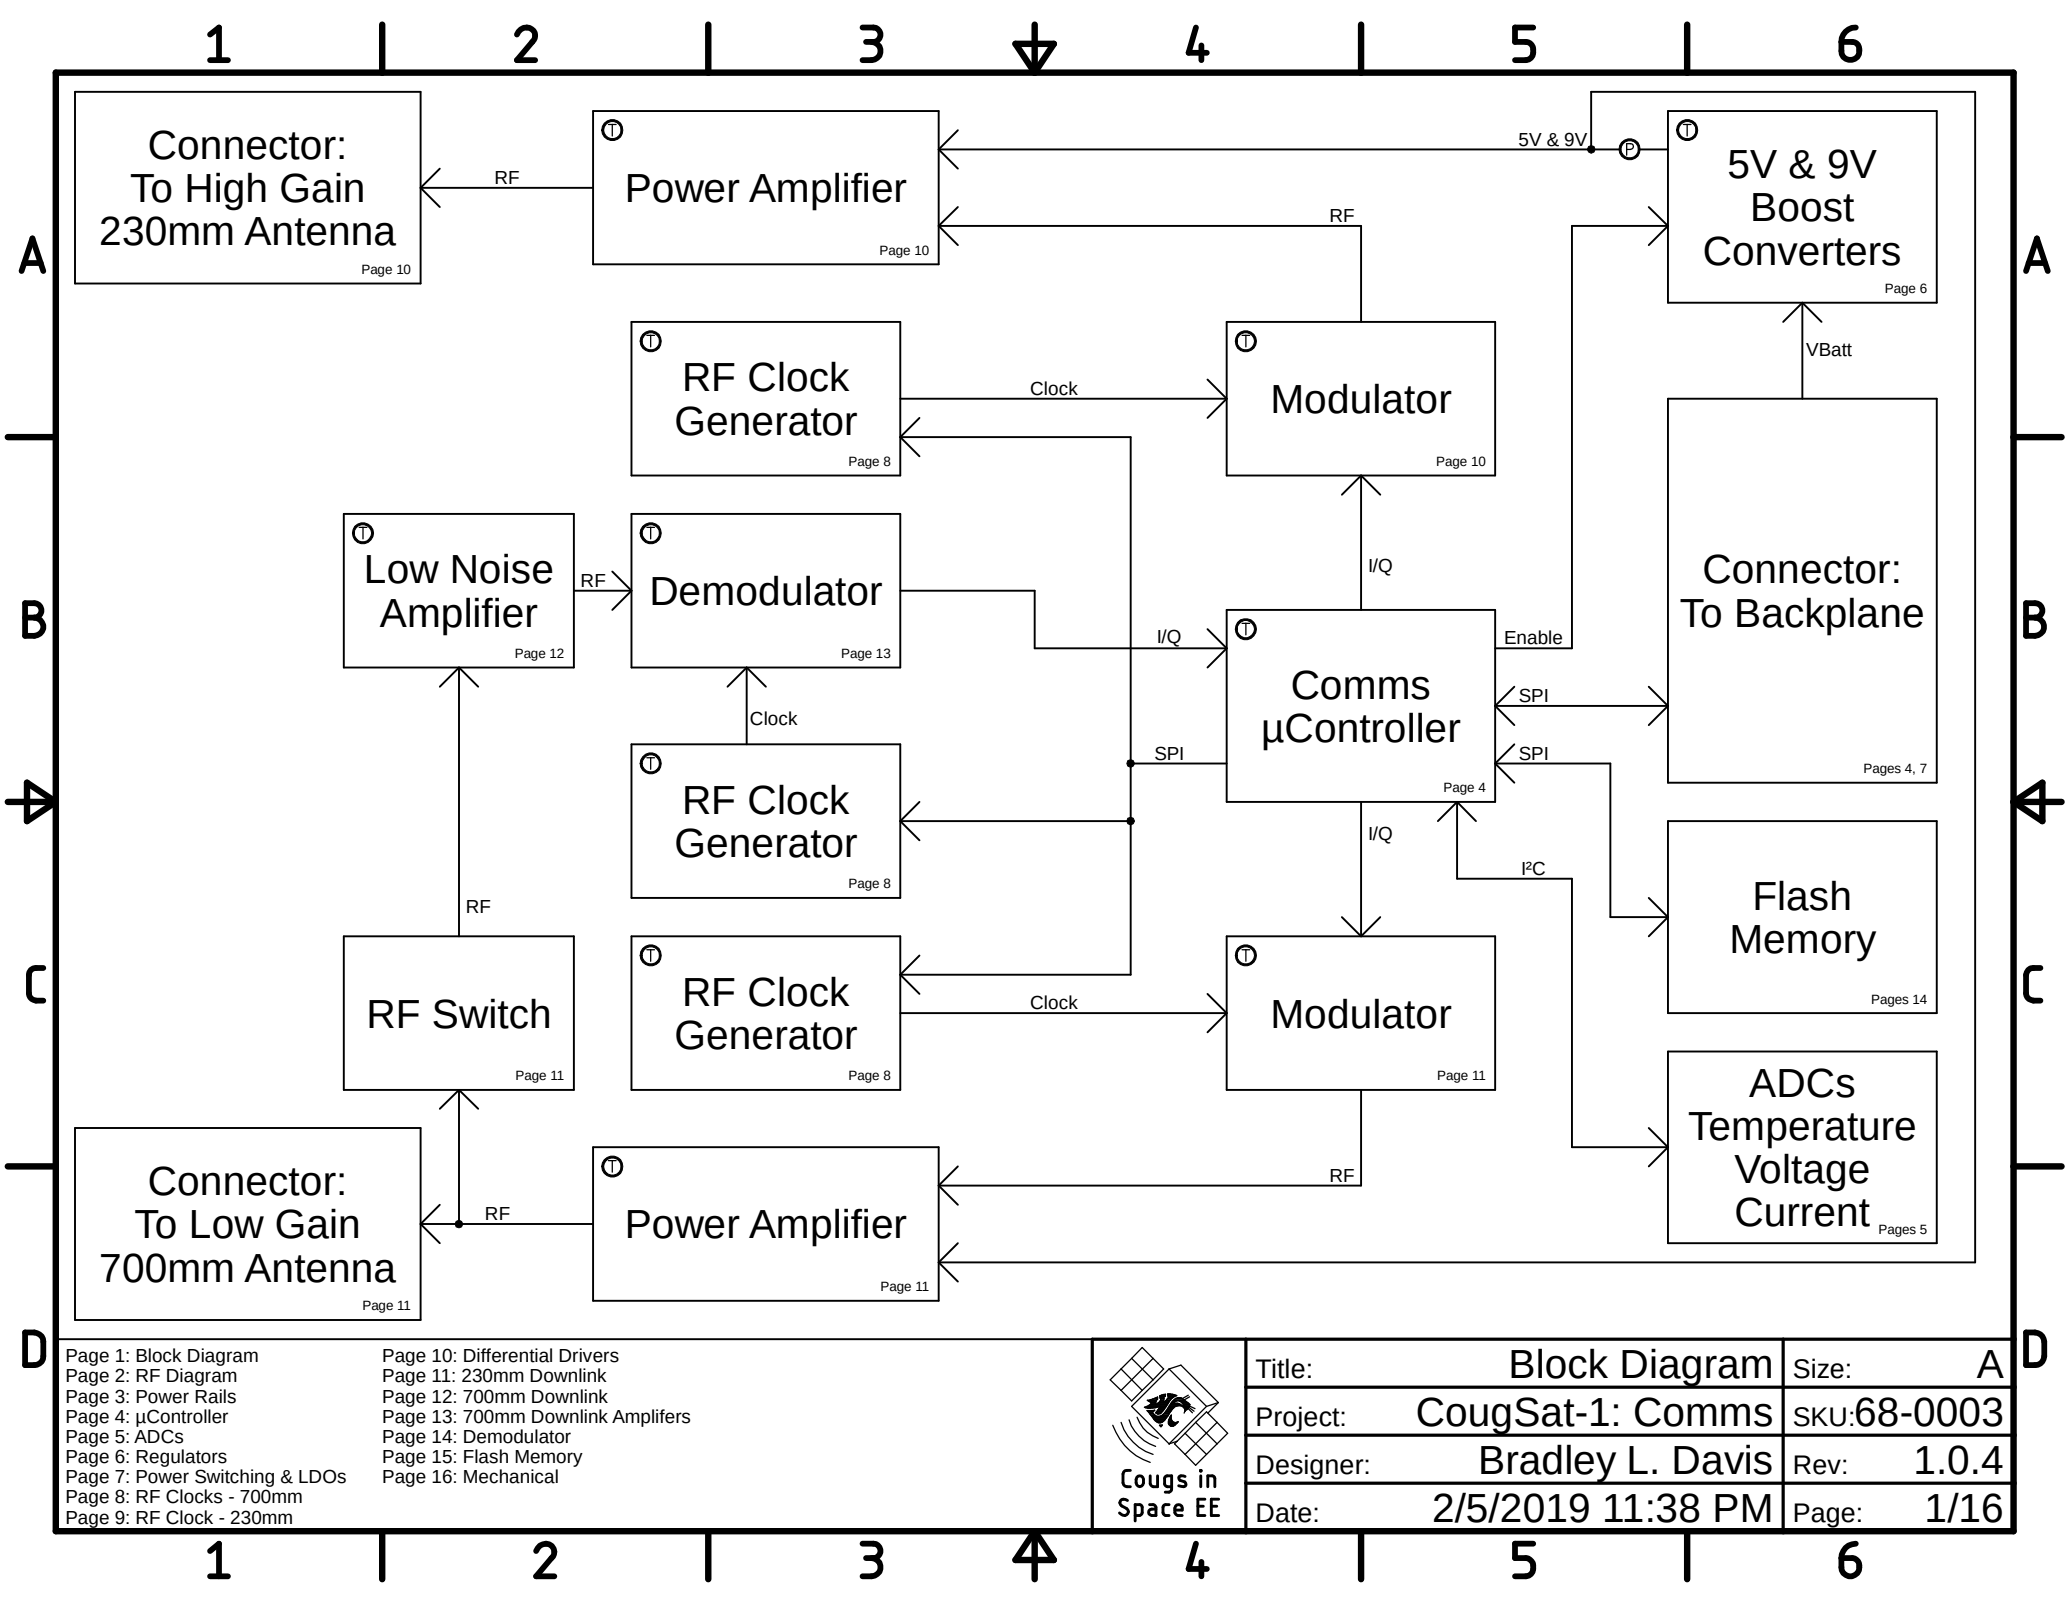 1 2 3 4 5 6
A A
B B
C C
D D
Connector:
To High Gain
230mm Antenna
Page 10
RF
T
Power Amplifier
Page 10
5V & 9V
P
RF
T
5V & 9V
Boost
Converters
Page 6
VBatt
T
RF Clock
Generator
Page 8
Clock
T
Modulator
Page 10
T
Low Noise
Amplifier
Page 12
RF
T
Demodulator
Page 13
I/Q
I/Q
Connector:
To Backplane
Pages 4, 7
T
Comms
µController
Page 4
Enable
SPI
SPI
SPI
Clock
T
RF Clock
Generator
Page 8
I/Q
I²C
Flash
Memory
Pages 14
RF
RF Switch
Page 11
T
RF Clock
Generator
Page 8
Clock
T
Modulator
Page 11
ADCs
Temperature
Voltage
Current
Pages 5
Connector:
To Low Gain
700mm Antenna
Page 11
RF
T
Power Amplifier
Page 11
RF
Page 1: Block Diagram
Page 2: RF Diagram
Page 3: Power Rails
Page 4: µController
Page 5: ADCs
Page 6: Regulators
Page 7: Power Switching & LDOs
Page 8: RF Clocks - 700mm
Page 9: RF Clock - 230mm
Page 10: Differential Drivers
Page 11: 230mm Downlink
Page 12: 700mm Downlink
Page 13: 700mm Downlink Amplifers
Page 14: Demodulator
Page 15: Flash Memory
Page 16: Mechanical
Cougs in
Space EE
Title: Block Diagram
Size: A
Project: CougSat-1: Comms
SKU: 68-0003
Designer: Bradley L. Davis
Rev: 1.0.4
Date: 2/5/2019 11:38 PM
Page: 1/16
1 2 3 4 5 6